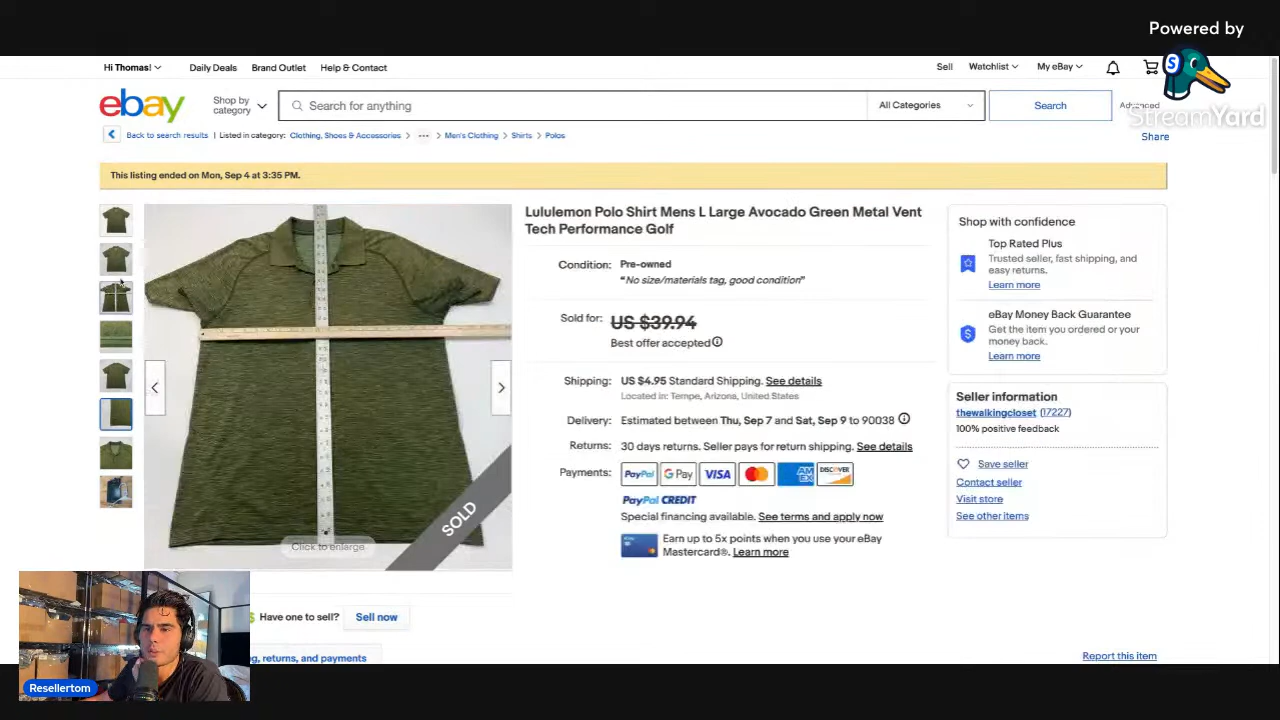 Powered by
StreamYard
Hi Thomas!
Daily Deals
Brand Outlet
Help & Contact
Sell
Watchlist
My eBay
ebay
Shop by category
Search for anything
All Categories
Search
Advanced
Back to search results
Listed in category:
Clothing, Shoes & Accessories
Men's Clothing
Shirts
Polos
Share
This listing ended on Mon, Sep 4 at 3:35 PM.
Lululemon Polo Shirt Mens L Large Avocado Green Metal Vent
Tech Performance Golf
Condition:
Pre-owned
“No size/materials tag, good condition”
Sold for:
US $39.94
Best offer accepted
Shipping:
US $4.95 Standard Shipping. See details
Located in: Tempe, Arizona, United States
Delivery:
Estimated between Thu, Sep 7 and Sat, Sep 9 to 90038
Returns:
30 days returns. Seller pays for return shipping. See details
Payments:
PayPal
G Pay
VISA
AM EX
DISCOVER
PayPal CREDIT
Special financing available. See terms and apply now
Earn up to 5x points when you use your eBay
Mastercard®. Learn more
Shop with confidence
Top Rated Plus
Trusted seller, fast shipping, and
easy returns.
Learn more
eBay Money Back Guarantee
Get the item you ordered or your
money back.
Learn more
Seller information
thewalkingcloset (17227)
100% positive feedback
Save seller
Contact seller
Visit store
See other items
SOLD
Click to enlarge
Have one to sell?
Sell now
g, returns, and payments
Report this item
Resellertom